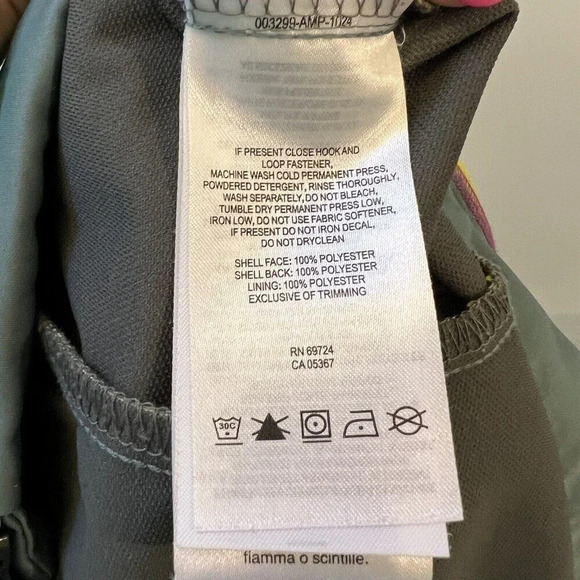 003299-AMP-1024
IF PRESENT CLOSE HOOK AND
LOOP FASTENER,
MACHINE WASH COLD PERMANENT PRESS,
POWDERED DETERGENT, RINSE THOROUGHLY,
WASH SEPARATELY, DO NOT BLEACH,
TUMBLE DRY PERMANENT PRESS LOW,
IRON LOW, DO NOT USE FABRIC SOFTENER,
IF PRESENT DO NOT IRON DECAL,
DO NOT DRYCLEAN
SHELL FACE: 100% POLYESTER
SHELL BACK: 100% POLYESTER
LINING: 100% POLYESTER
EXCLUSIVE OF TRIMMING
RN 69724
CA 05367
30C
fiamma o scintille.